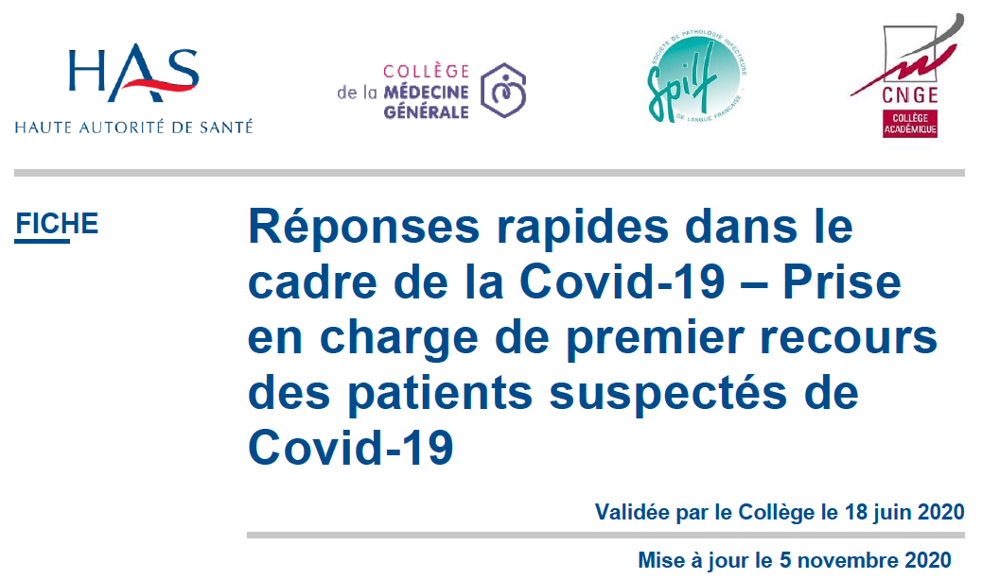 HAS
HAUTE AUTORITÉ DE SANTÉ
COLLÈGE
de la MÉDECINE
GÉNÉRALE
SOCIÉTÉ DE PATHOLOGIE INFECTIEUSE
Spilf
DE LANGUE FRANÇAISE
CNGE
COLLÈGE
ACADÉMIQUE
FICHE
Réponses rapides dans le
cadre de la Covid-19 – Prise
en charge de premier recours
des patients suspectés de
Covid-19
Validée par le Collège le 18 juin 2020
Mise à jour le 5 novembre 2020